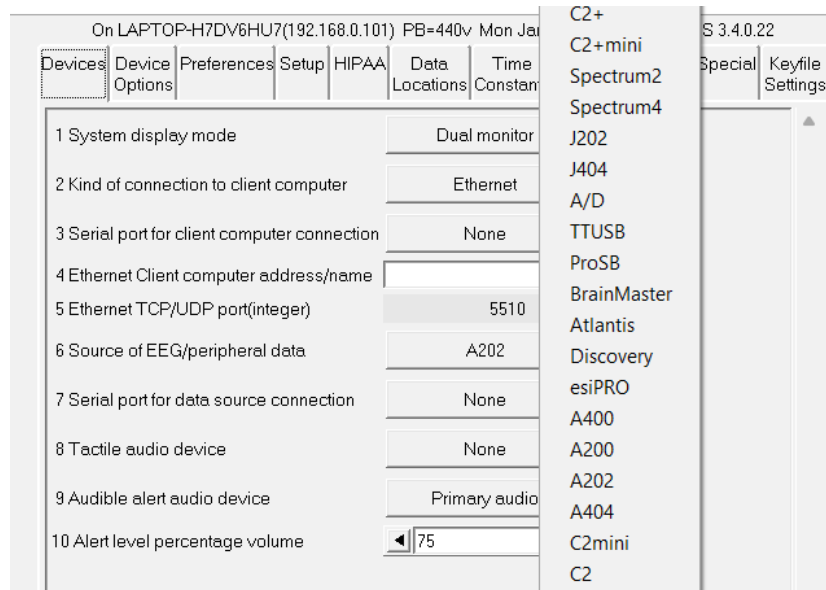 On LAPTOP-H7DV6HU7(192.168.0.101) PB=440v Mon Jan S 3.4.0.22
Devices Device Options Preferences Setup HIPAA Data Locations Time Special Keyfile Settings
1 System display mode Dual monitor
2 Kind of connection to client computer Ethernet
3 Serial port for client computer connection None
4 Ethernet Client computer address/name
5 Ethernet TCP/UDP port(integer) 5510
6 Source of EEG/peripheral data A202
7 Serial port for data source connection None
8 Tactile audio device None
9 Audible alert audio device Primary audio
10 Alert level percentage volume 75
C2+
C2+mini
Spectrum2
Spectrum4
J202
J404
A/D
TTUSB
ProSB
BrainMaster
Atlantis
Discovery
esiPRO
A400
A200
A202
A404
C2mini
C2